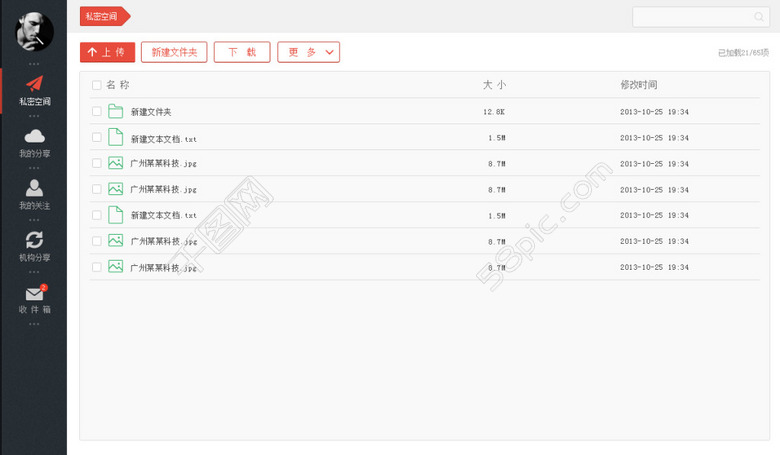 私密空间
上 传
新建文件夹
下 载
更 多
已加载21/65项
名 称 大 小 修改时间
新建文件夹 12.8K 2013-10-25 19:34
新建文本文档.txt 1.5M 2013-10-25 19:34
广州某某科技.jpg 8.7M 2013-10-25 19:34
广州某某科技.jpg 8.7M 2013-10-25 19:34
新建文本文档.txt 1.5M 2013-10-25 19:34
广州某某科技.jpg 8.7M 2013-10-25 19:34
广州某某科技.jpg 8.7M 2013-10-25 19:34
私密空间
我的分享
我的关注
机构分享
2
收 件 箱
千图网
58pic.com